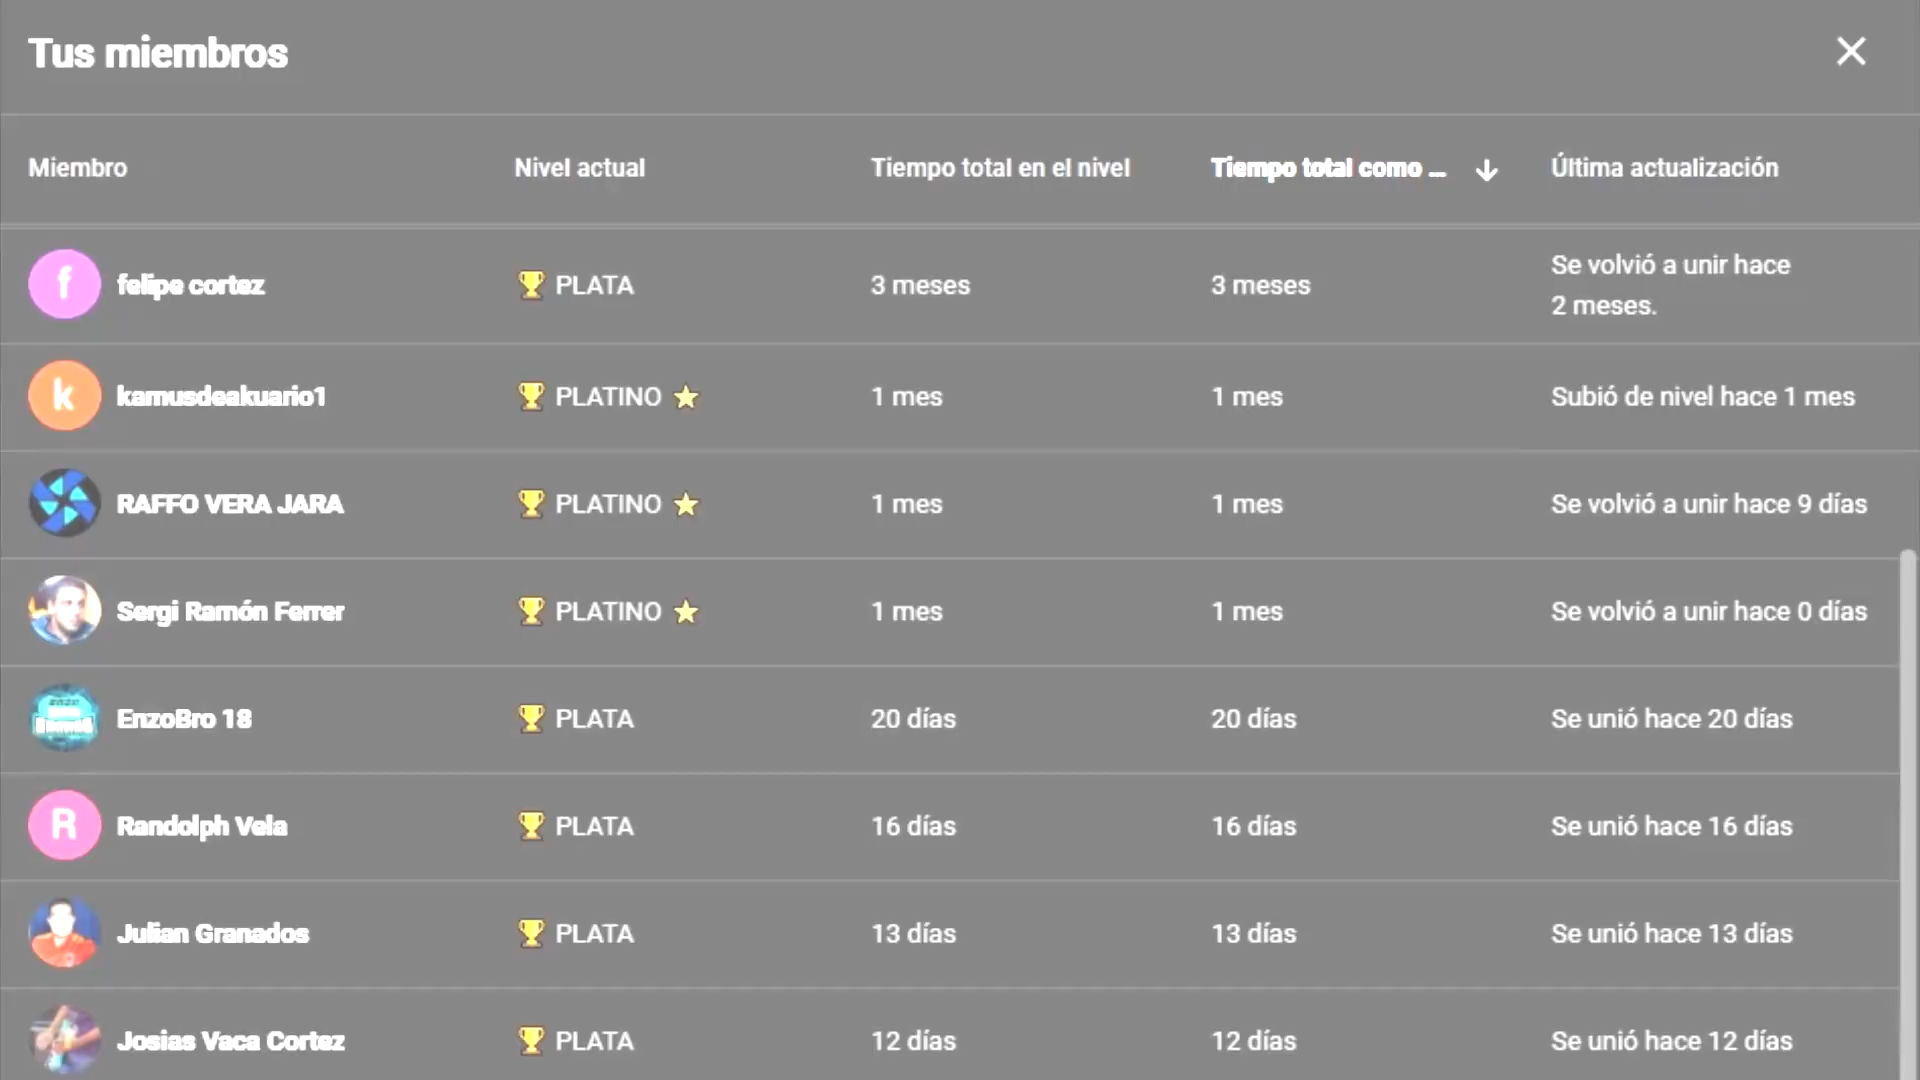 Tus miembros
Miembro Nivel actual Tiempo total en el nivel Tiempo total como ... Última actualización
f felipe cortez PLATA 3 meses 3 meses Se volvió a unir hace
2 meses.
k kamusdeakuario1 PLATINO 1 mes 1 mes Subió de nivel hace 1 mes
RAFFO VERA JARA PLATINO 1 mes 1 mes Se volvió a unir hace 9 días
Sergi Ramón Ferrer PLATINO 1 mes 1 mes Se volvió a unir hace 0 días
EnzoBro 18 PLATA 20 días 20 días Se unió hace 20 días
R Randolph Vela PLATA 16 días 16 días Se unió hace 16 días
Julian Granados PLATA 13 días 13 días Se unió hace 13 días
Josias Vaca Cortez PLATA 12 días 12 días Se unió hace 12 días